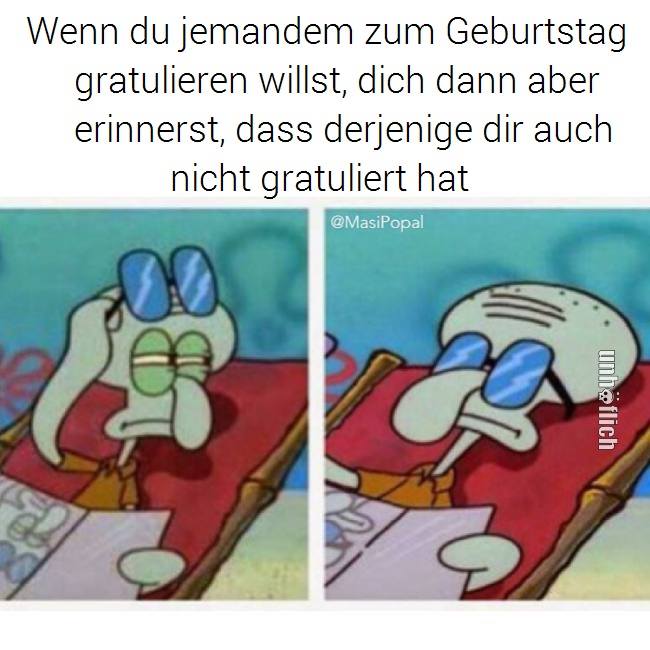 Wenn du jemandem zum Geburtstag
gratulieren willst, dich dann aber
erinnerst, dass derjenige dir auch
nicht gratuliert hat
@MasiPopal
unhöflich